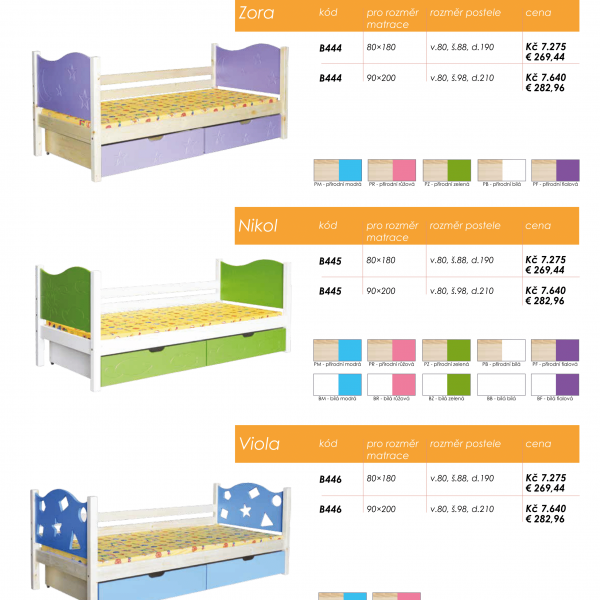 Zora kód pro rozměr rozměr postele cena
matrace
B444 80×180 v.80, š.88, d.190 Kč 7.275
€ 269,44
B444 90×200 v.80, š.98, d.210 Kč 7.640
€ 282,96
PM - přírodní modrá PR - přírodní růžová PZ - přírodní zelená PB - přírodní bílá PF - přírodní fialová
Nikol kód pro rozměr rozměr postele cena
matrace
B445 80×180 v.80, š.88, d.190 Kč 7.275
€ 269,44
B445 90×200 v.80, š.98, d.210 Kč 7.640
€ 282,96
PM - přírodní modrá PR - přírodní růžová PZ - přírodní zelená PB - přírodní bílá PF - přírodní fialová
BM - bílá modrá BR - bílá růžová BZ - bílá zelená BB - bílá bílá BF - bílá fialová
Viola kód pro rozměr rozměr postele cena
matrace
B446 80×180 v.80, š.88, d.190 Kč 7.275
€ 269,44
B446 90×200 v.80, š.98, d.210 Kč 7.640
€ 282,96